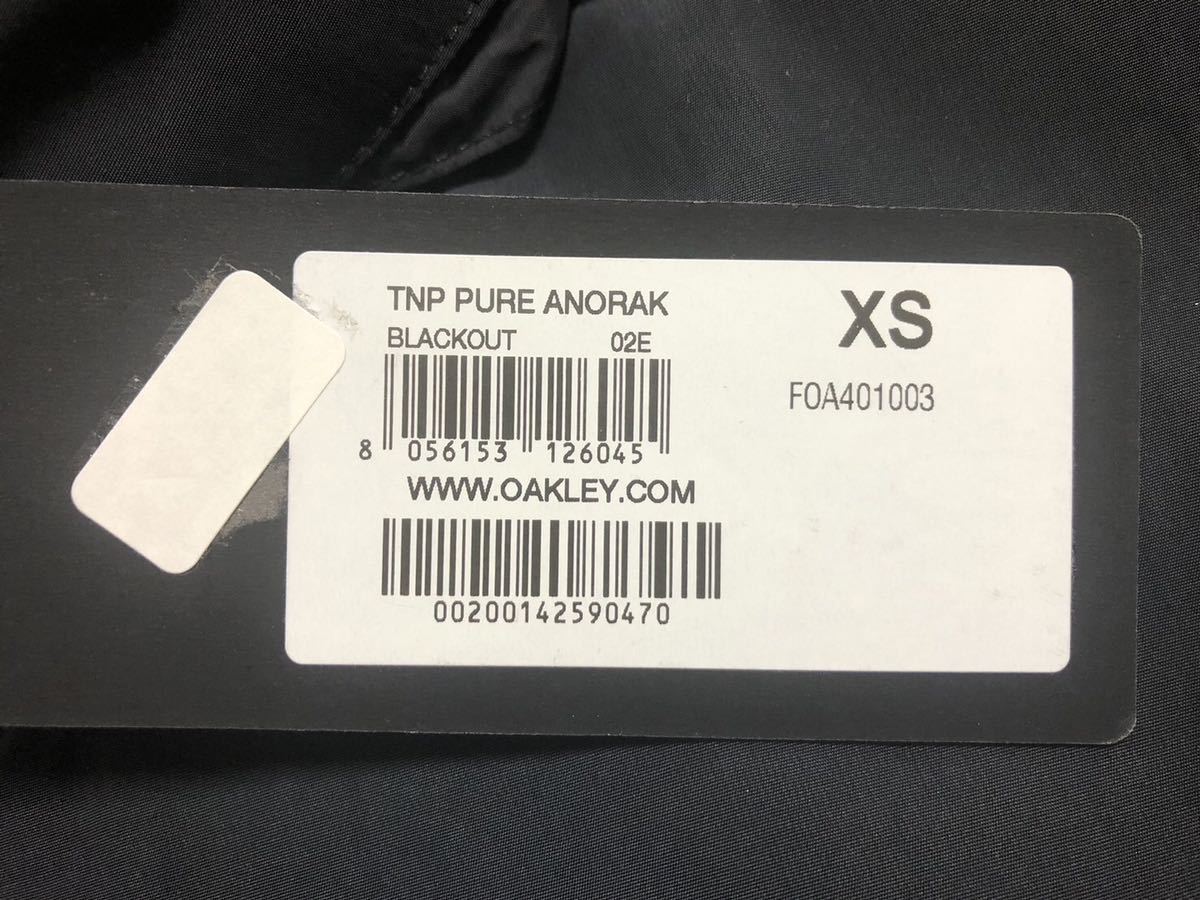 TNP PURE ANORAK
BLACKOUT 02E
XS
F0A401003
8 056153 126045
WWW.OAKLEY.COM
00200142590470